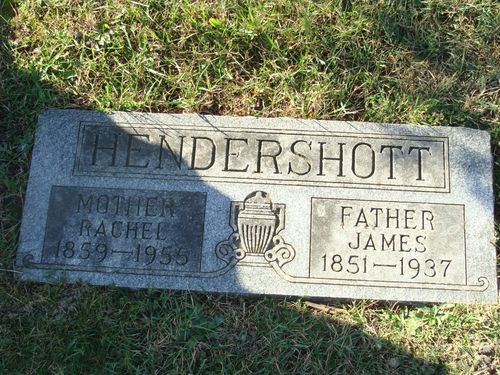 HENDERSHOTT
MOTHER
RACHEL
1859—1955
FATHER
JAMES
1851—1937